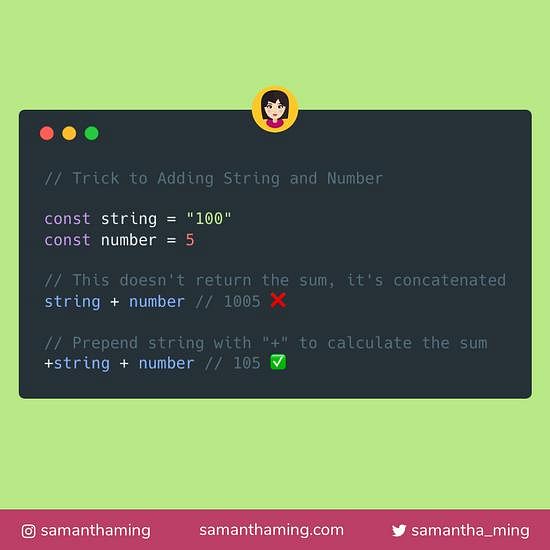 // Trick to Adding String and Number
const string = "100"
const number = 5
// This doesn't return the sum, it's concatenated
string + number // 1005 ❌
// Prepend string with "+" to calculate the sum
+string + number // 105 ✅
samanthaming samanthaming.com samantha_ming